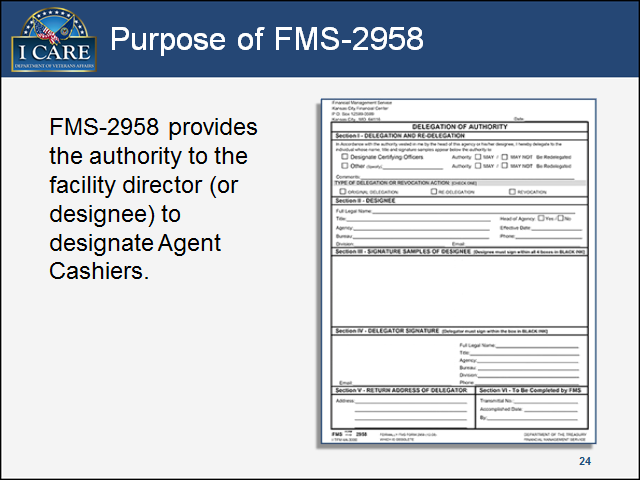 I CARE
DEPARTMENT OF VETERANS AFFAIRS
Purpose of FMS-2958
FMS-2958 provides
the authority to the
facility director (or
designee) to
designate Agent
Cashiers.
Financial Management Service
Kansas City Financial Center
P O Box 12599-0599
Kansas City, MO 64116
Date
DELEGATION OF AUTHORITY
Section I - DELEGATION AND RE-DELEGATION
In Accordance with the authority vested in me by the head of this agency or his/her designee, I hereby delegate to the
individual whose name, title and signature samples appear below the authority to
Designate Certifying Officers Authority MAY / MAY NOT Be Redelegated
Other (Specify) Authority MAY / MAY NOT Be Redelegated
Comments:
TYPE OF DELEGATION OR REVOCATION ACTION: (CHECK ONE)
ORIGINAL DELEGATION RE-DELEGATION REVOCATION
Section II - DESIGNEE
Full Legal Name:
Title: Head of Agency Yes / No
Agency: Effective Date:
Bureau: Phone:
Division: Email:
Section III - SIGNATURE SAMPLES OF DESIGNEE (Designee must sign within all 4 boxes in BLACK INK)
Section IV - DELEGATOR SIGNATURE (Delegator must sign within the box in BLACK INK)
Full Legal Name:
Title:
Agency:
Bureau:
Division:
Email: Phone:
Section V - RETURN ADDRESS OF DELEGATOR Section VI - To Be Completed by FMS
Address: Transmittal No.:
Accomplished Date:
By:
FMS FORM 2958
DEPARTMENT OF THE TREASURY
WHICH IS OBSOLETE FINANCIAL MANAGEMENT SERVICE
24